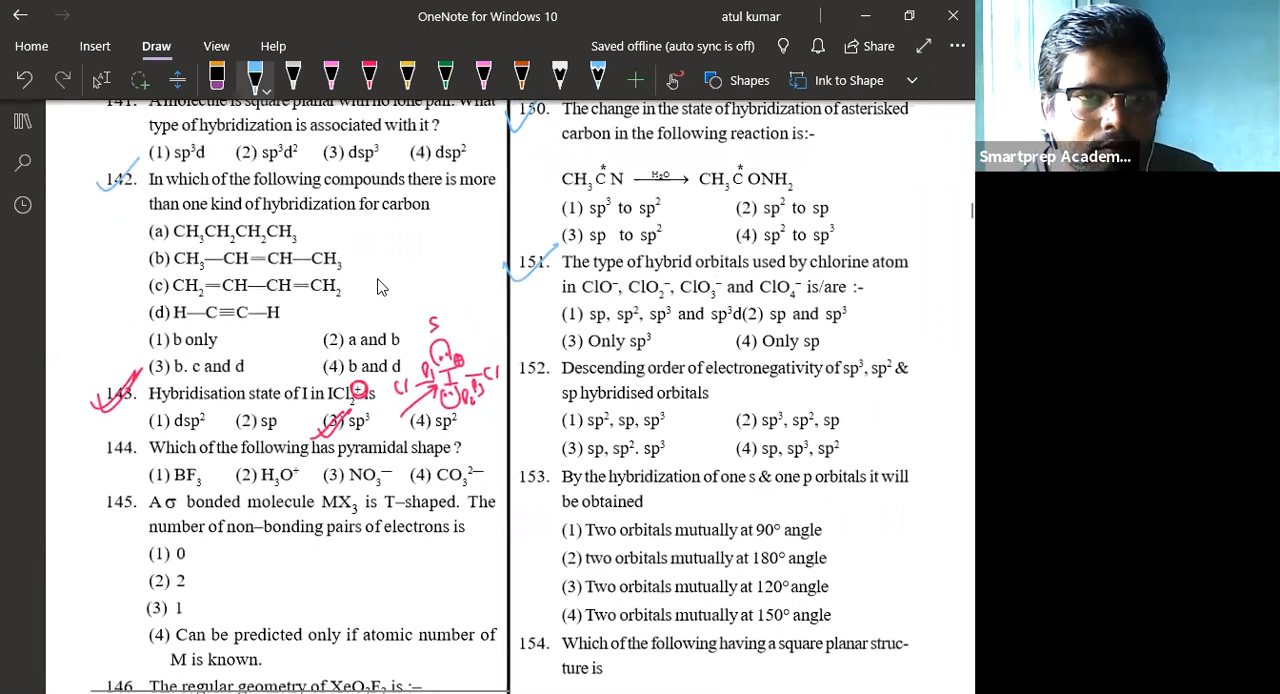 OneNote for Windows 10
atul kumar
Home Insert Draw View Help
Saved offline (auto sync is off)
Share
Shapes
Ink to Shape
Smartprep Academ...
141. A molecule is square planar with no lone pair. What
type of hybridization is associated with it ?
(1) sp³d (2) sp³d² (3) dsp³ (4) dsp²
142. In which of the following compounds there is more
than one kind of hybridization for carbon
(a) CH₃CH₂CH₂CH₃
(b) CH₃—CH=CH—CH₃
(c) CH₂=CH—CH=CH₂
(d) H—C≡C—H
(1) b only (2) a and b
(3) b. c and d (4) b and d
143. Hybridisation state of I in ICl₂⁺ is
(1) dsp² (2) sp (3) sp³ (4) sp²
S
Cl P₁ I P₃ Cl
P₂
144. Which of the following has pyramidal shape ?
(1) BF₃ (2) H₃O⁺ (3) NO₃⁻ (4) CO₃²⁻
145. A σ bonded molecule MX₃ is T–shaped. The
number of non–bonding pairs of electrons is
(1) 0
(2) 2
(3) 1
(4) Can be predicted only if atomic number of
M is known.
146. The regular geometry of XeO₂F₂ is :–
150. The change in the state of hybridization of asterisked
carbon in the following reaction is:-
* *
CH₃ C N —H₂O→ CH₃ C ONH₂
(1) sp³ to sp² (2) sp² to sp
(3) sp to sp² (4) sp² to sp³
151. The type of hybrid orbitals used by chlorine atom
in ClO⁻, ClO₂⁻, ClO₃⁻ and ClO₄⁻ is/are :-
(1) sp, sp², sp³ and sp³d(2) sp and sp³
(3) Only sp³ (4) Only sp
152. Descending order of electronegativity of sp³, sp² &
sp hybridised orbitals
(1) sp², sp, sp³ (2) sp³, sp², sp
(3) sp, sp². sp³ (4) sp, sp³, sp²
153. By the hybridization of one s & one p orbitals it will
be obtained
(1) Two orbitals mutually at 90° angle
(2) two orbitals mutually at 180° angle
(3) Two orbitals mutually at 120° angle
(4) Two orbitals mutually at 150° angle
154. Which of the following having a square planar struc-
ture is